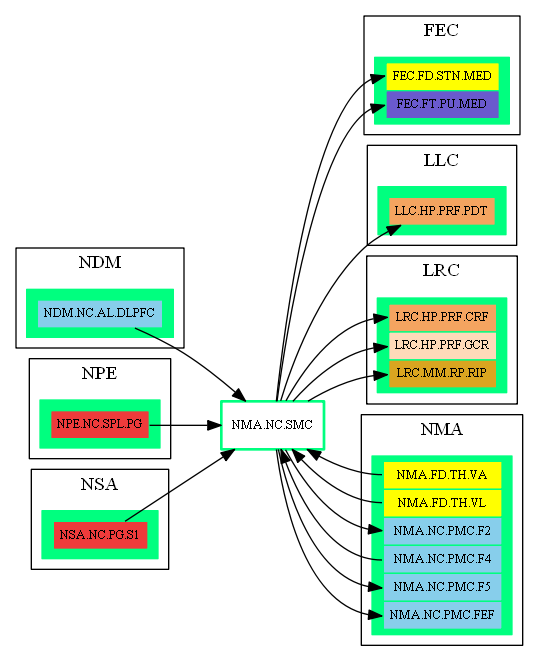 FEC
FEC.FD.STN.MED
FEC.FT.PU.MED
LLC
LLC.HP.PRF.PDT
NDM
NDM.NC.AL.DLPFC
LRC
LRC.HP.PRF.CRF
LRC.HP.PRF.GCR
LRC.MM.RP.RIP
NPE
NPE.NC.SPL.PG
NMA.NC.SMC
NSA
NSA.NC.PG.S1
NMA
NMA.FD.TH.VA
NMA.FD.TH.VL
NMA.NC.PMC.F2
NMA.NC.PMC.F4
NMA.NC.PMC.F5
NMA.NC.PMC.FEF